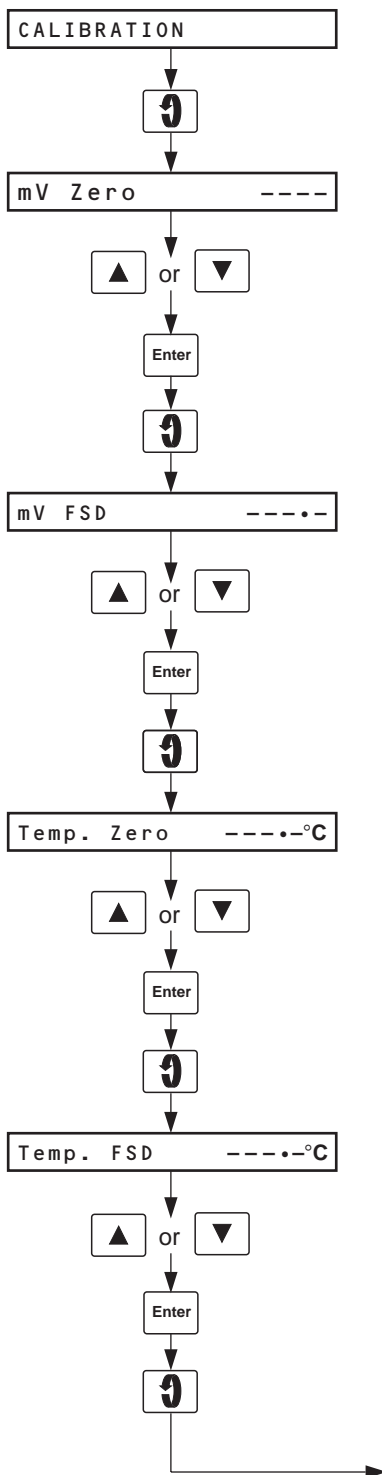 CALIBRATION
mV Zero ----
or
Enter
mV FSD ---•-
or
Enter
Temp. Zero ---•-°C
or
Enter
Temp. FSD ---•-°C
or
Enter